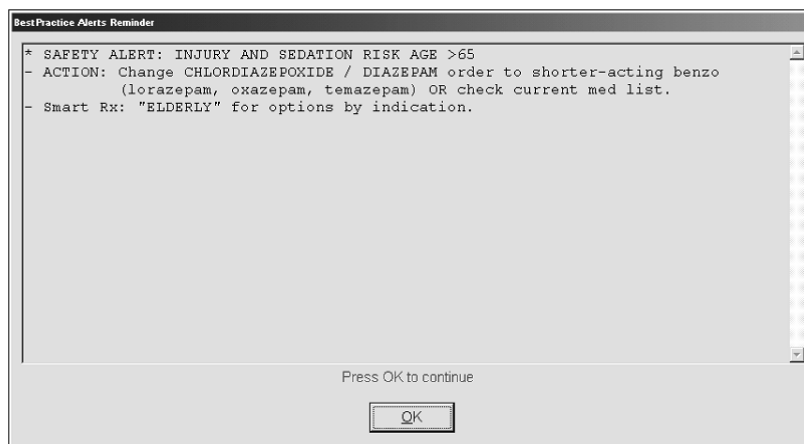 BestPractice Alerts Reminder
* SAFETY ALERT: INJURY AND SEDATION RISK AGE >65
- ACTION: Change CHLORDIAZEPOXIDE / DIAZEPAM order to shorter-acting benzo
(lorazepam, oxazepam, temazepam) OR check current med list.
- Smart Rx: "ELDERLY" for options by indication.
Press OK to continue
OK